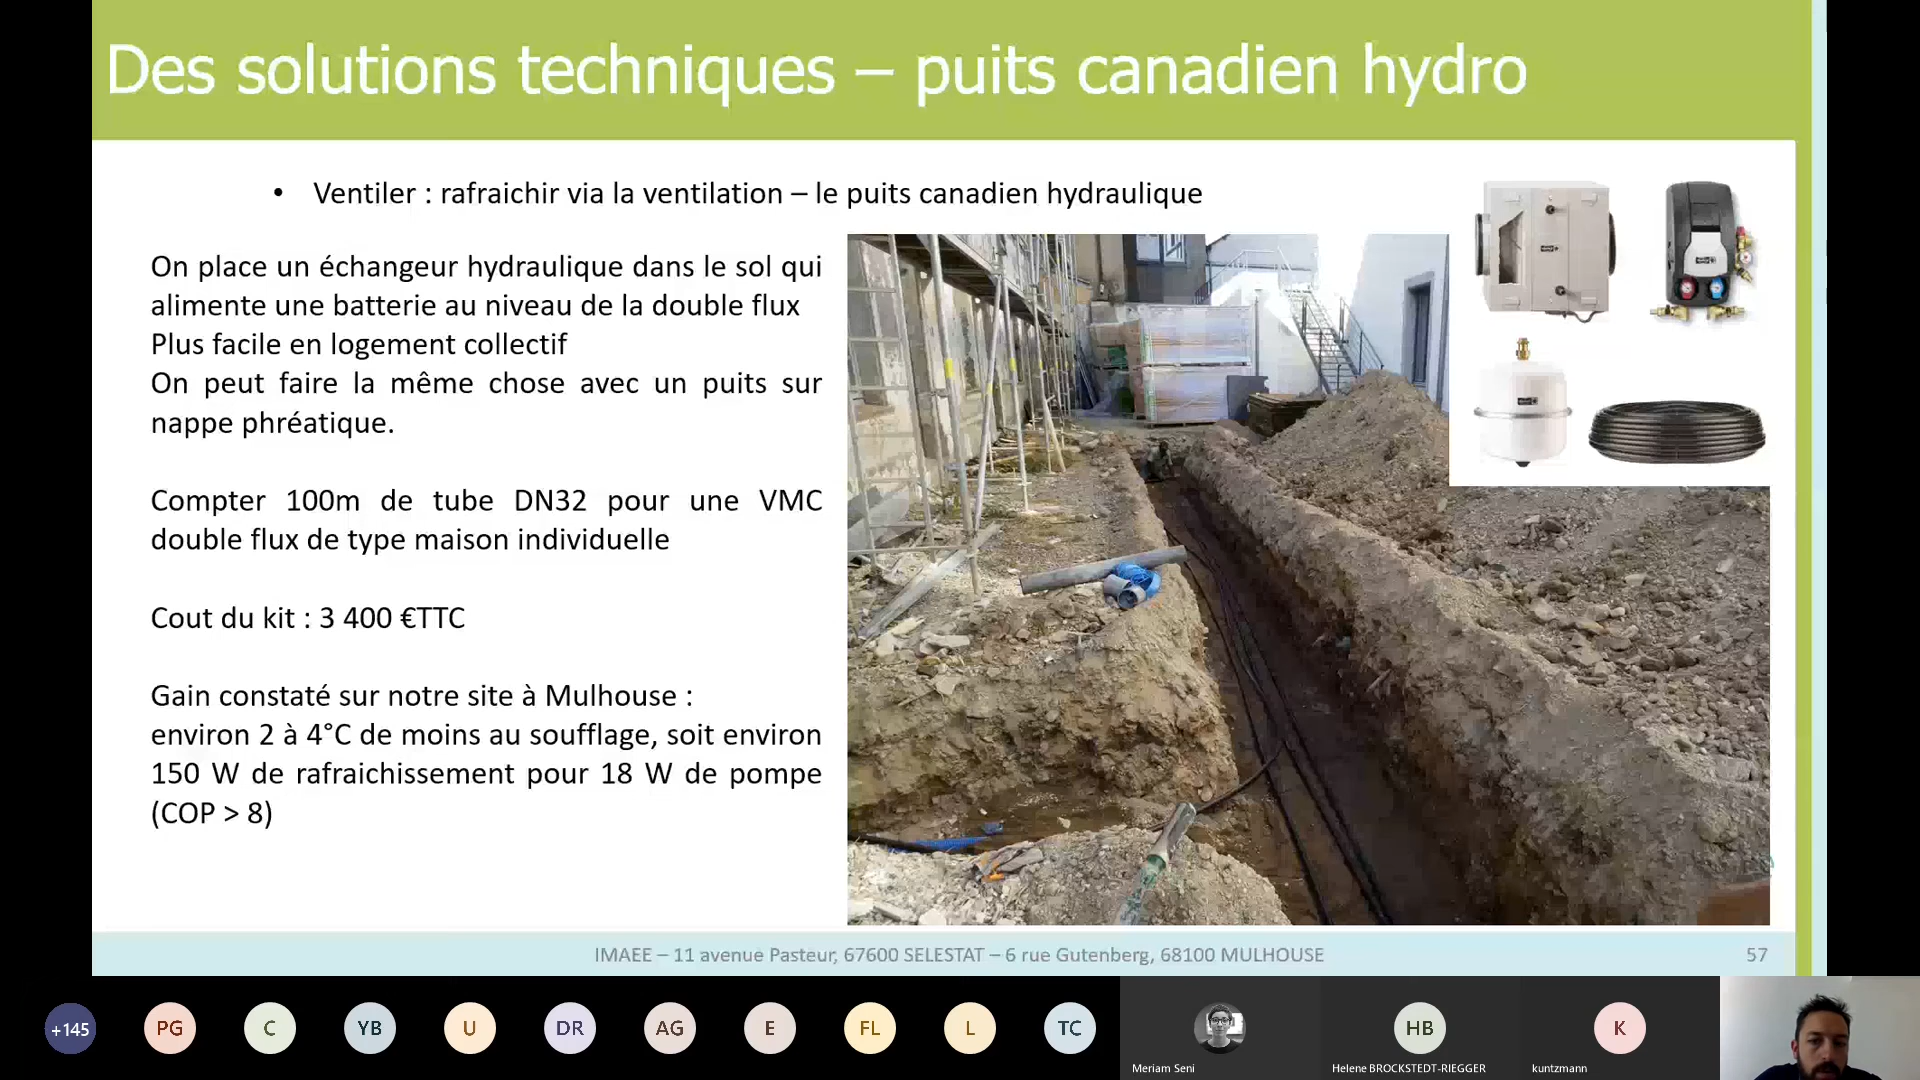 Des solutions techniques – puits canadien hydro
• Ventiler : rafraichir via la ventilation – le puits canadien hydraulique
On place un échangeur hydraulique dans le sol qui
alimente une batterie au niveau de la double flux
Plus facile en logement collectif
On peut faire la même chose avec un puits sur
nappe phréatique.
Compter 100m de tube DN32 pour une VMC
double flux de type maison individuelle
Cout du kit : 3 400 €TTC
Gain constaté sur notre site à Mulhouse :
environ 2 à 4°C de moins au soufflage, soit environ
150 W de rafraichissement pour 18 W de pompe
(COP > 8)
IMAEE – 11 avenue Pasteur, 67600 SELESTAT – 6 rue Gutenberg, 68100 MULHOUSE
57
+145
PG
C
YB
U
DR
AG
E
FL
L
TC
HB
K
Meriam Seni
Helene BROCKSTEDT-RIEGGER
kuntzmann